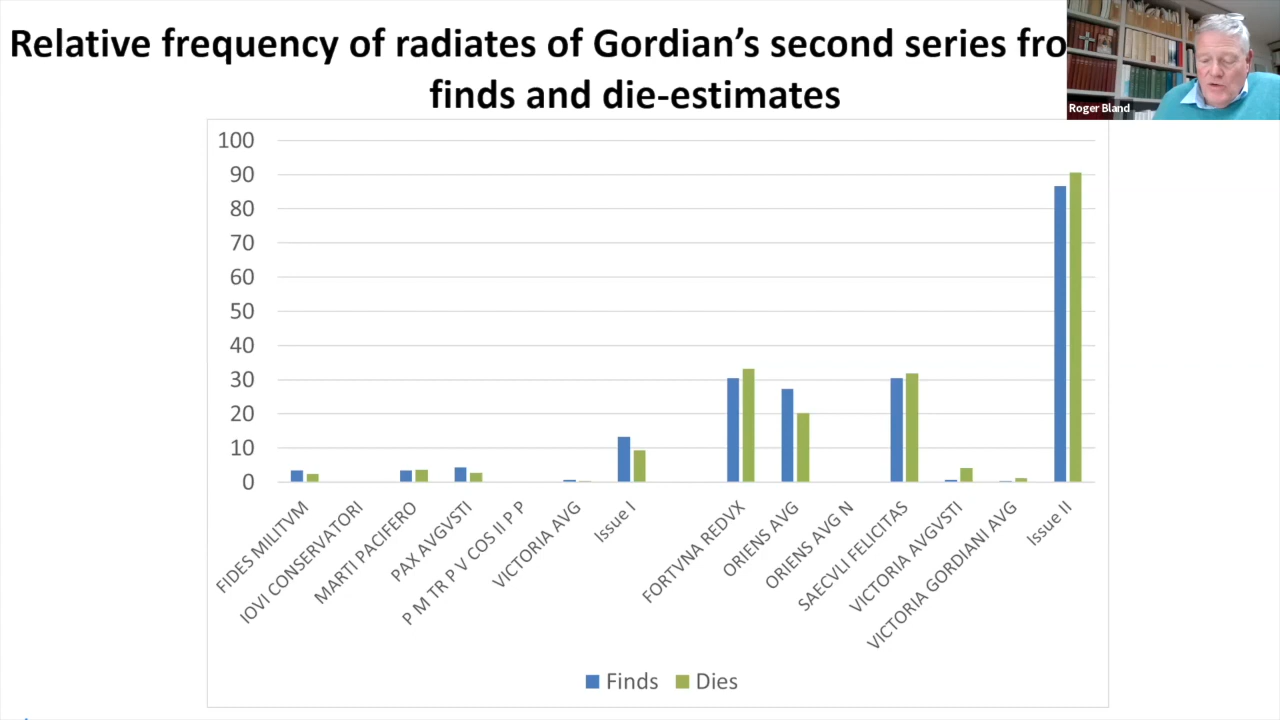 Relative frequency of radiates of Gordian's second series fro
finds and die-estimates
Roger Bland
100
90
80
70
60
50
40
30
20
10
0
FIDES MILITVM
IOVI CONSERVATORI
MARTI PACIFERO
PAX AVGVSTI
P M TR P V COS II P P
VICTORIA AVG
Issue I
FORTVNA REDVX
ORIENS AVG
ORIENS AVG N
SAECVLI FELICITAS
VICTORIA AVGVSTI
VICTORIA GORDIANI AVG
Issue II
Finds Dies